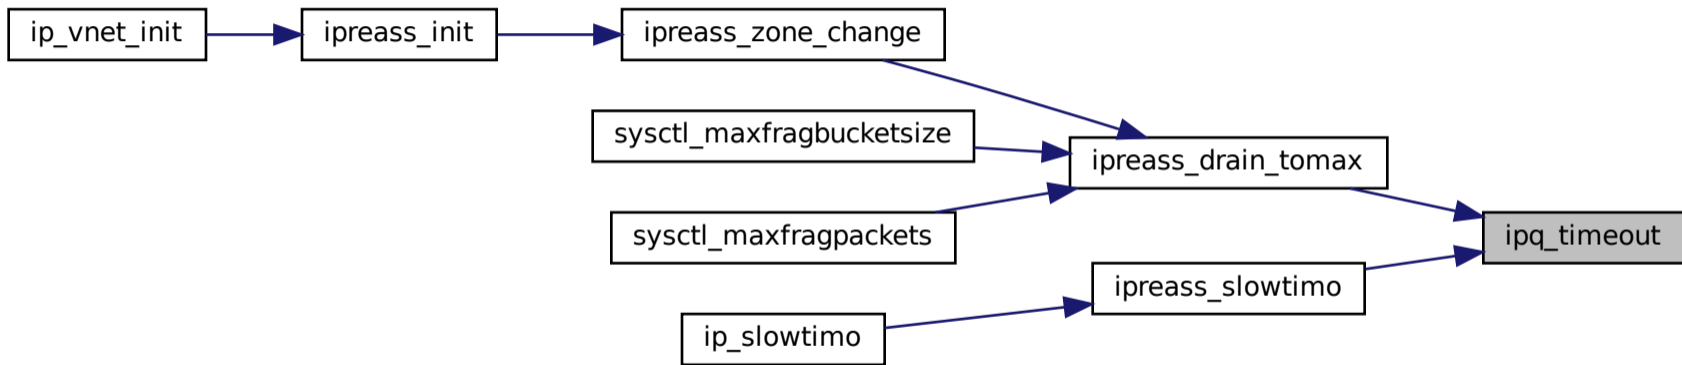 ip_vnet_init
ipreass_init
ipreass_zone_change
sysctl_maxfragbucketsize
ipreass_drain_tomax
sysctl_maxfragpackets
ipq_timeout
ipreass_slowtimo
ip_slowtimo